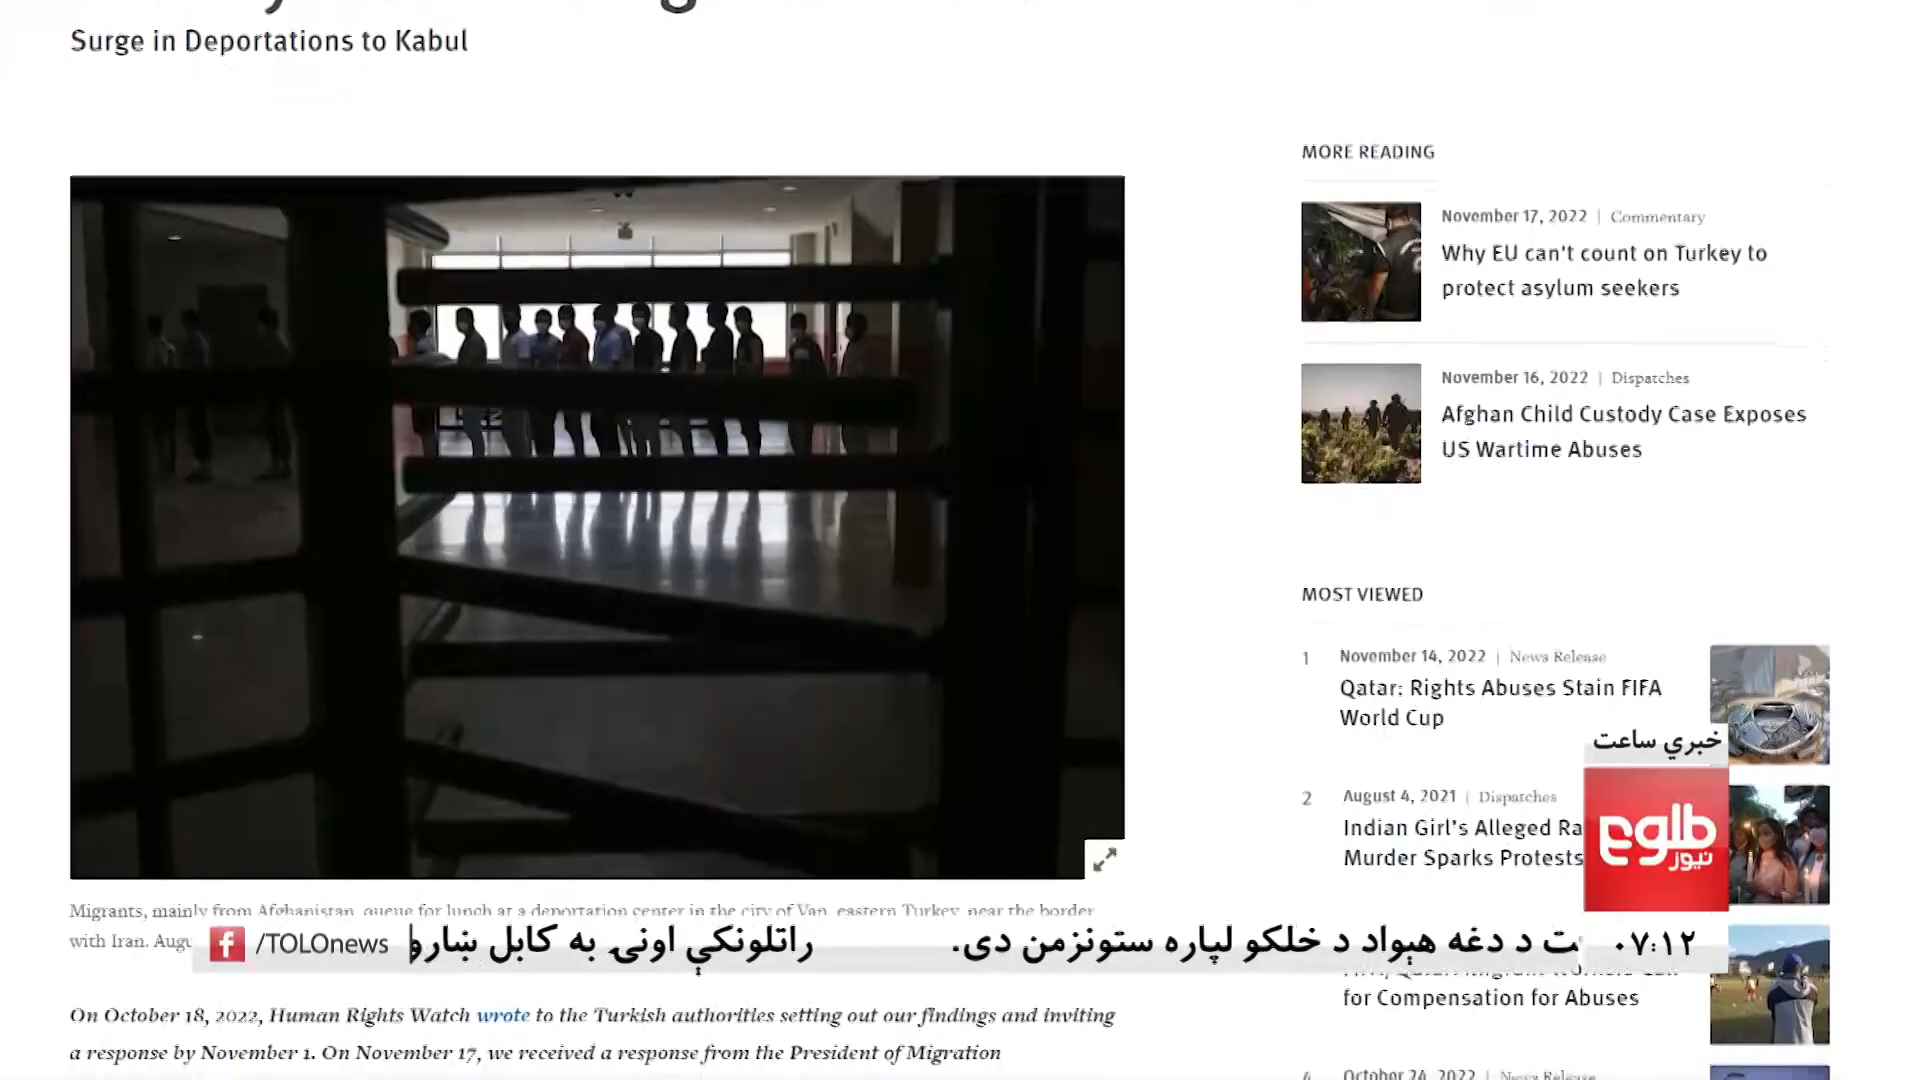 Surge in Deportations to Kabul
MORE READING
November 17, 2022 | Commentary
Why EU can't count on Turkey to
protect asylum seekers
November 16, 2022 | Dispatches
Afghan Child Custody Case Exposes
US Wartime Abuses
MOST VIEWED
1 November 14, 2022 | News Release
Qatar: Rights Abuses Stain FIFA
World Cup
خبري ساعت
2 August 4, 2021 | Dispatches
Indian Girl's Alleged
Murder Sparks Protests
طلوع
نیوز
Migrants, mainly from Afghanistan, queue for lunch at a deportation center in the city of Van, eastern Turkey, near the border
with Iran.
/TOLOnews
د دغه هېواد د خلکو لپاره ستونزمن دی.
راتلونکې اونۍ به کابل ښارو
۰۷:۱۲
for Compensation for Abuses
On October 18, 2022, Human Rights Watch wrote to the Turkish authorities setting out our findings and inviting
a response by November 1. On November 17, we received a response from the President of Migration
October 24, 2022 | News Release